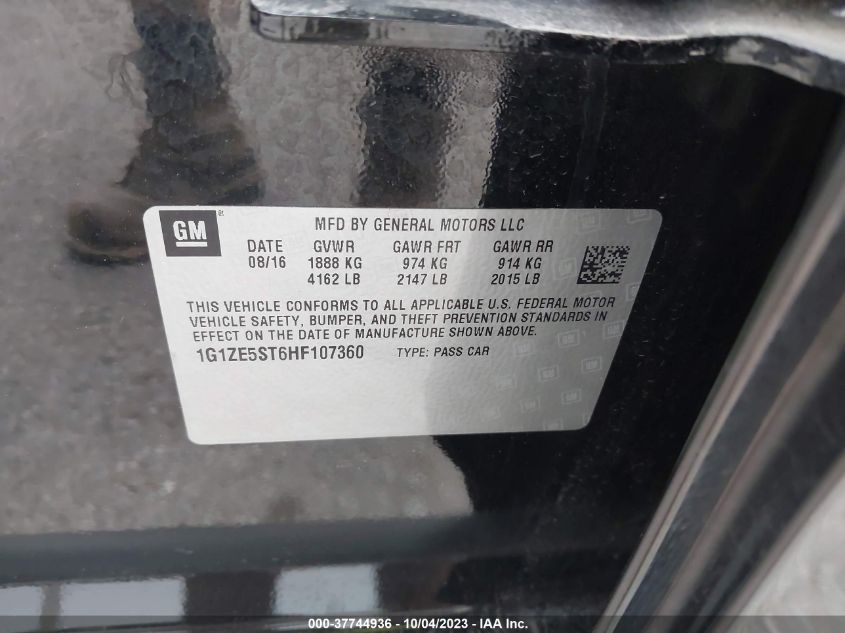 GM
MFD BY GENERAL MOTORS LLC
DATE GVWR GAWR FRT GAWR RR
08/16 1888 KG 974 KG 914 KG
4162 LB 2147 LB 2015 LB
THIS VEHICLE CONFORMS TO ALL APPLICABLE U.S. FEDERAL MOTOR
VEHICLE SAFETY, BUMPER, AND THEFT PREVENTION STANDARDS IN
EFFECT ON THE DATE OF MANUFACTURE SHOWN ABOVE.
1G1ZE5ST6HF107360 TYPE: PASS CAR
000-37744936 - 10/04/2023 - IAA Inc.